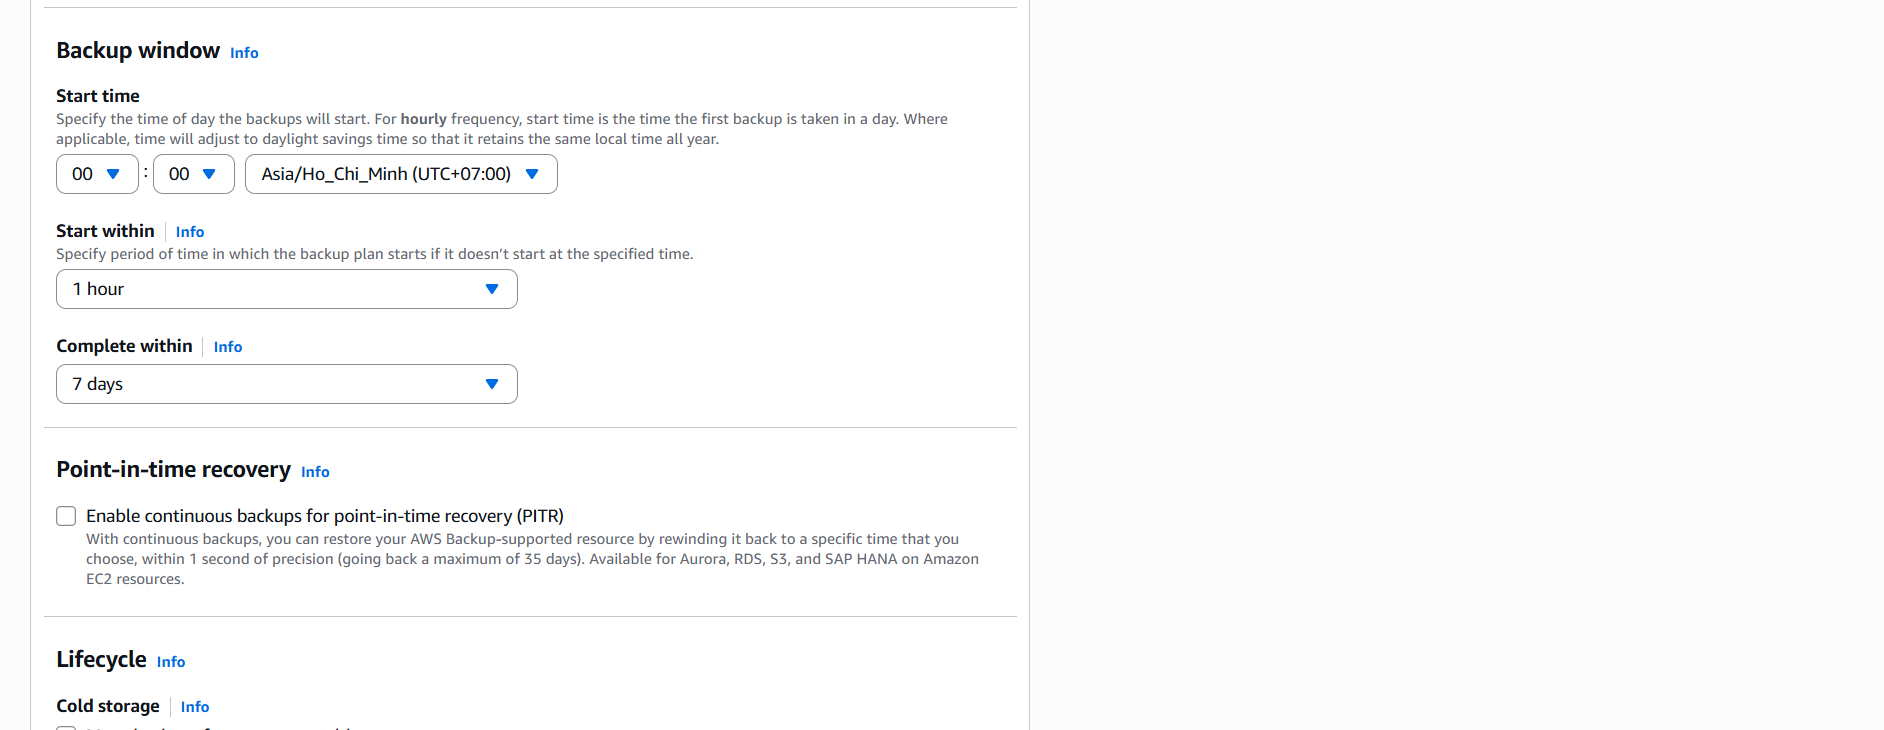 Backup window Info
Start time
Specify the time of day the backups will start. For hourly frequency, start time is the time the first backup is taken in a day. Where
applicable, time will adjust to daylight savings time so that it retains the same local time all year.
00 : 00 Asia/Ho_Chi_Minh (UTC+07:00)
Start within Info
Specify period of time in which the backup plan starts if it doesn’t start at the specified time.
1 hour
Complete within Info
7 days
Point-in-time recovery Info
Enable continuous backups for point-in-time recovery (PITR)
With continuous backups, you can restore your AWS Backup-supported resource by rewinding it back to a specific time that you
choose, within 1 second of precision (going back a maximum of 35 days). Available for Aurora, RDS, S3, and SAP HANA on Amazon
EC2 resources.
Lifecycle Info
Cold storage Info